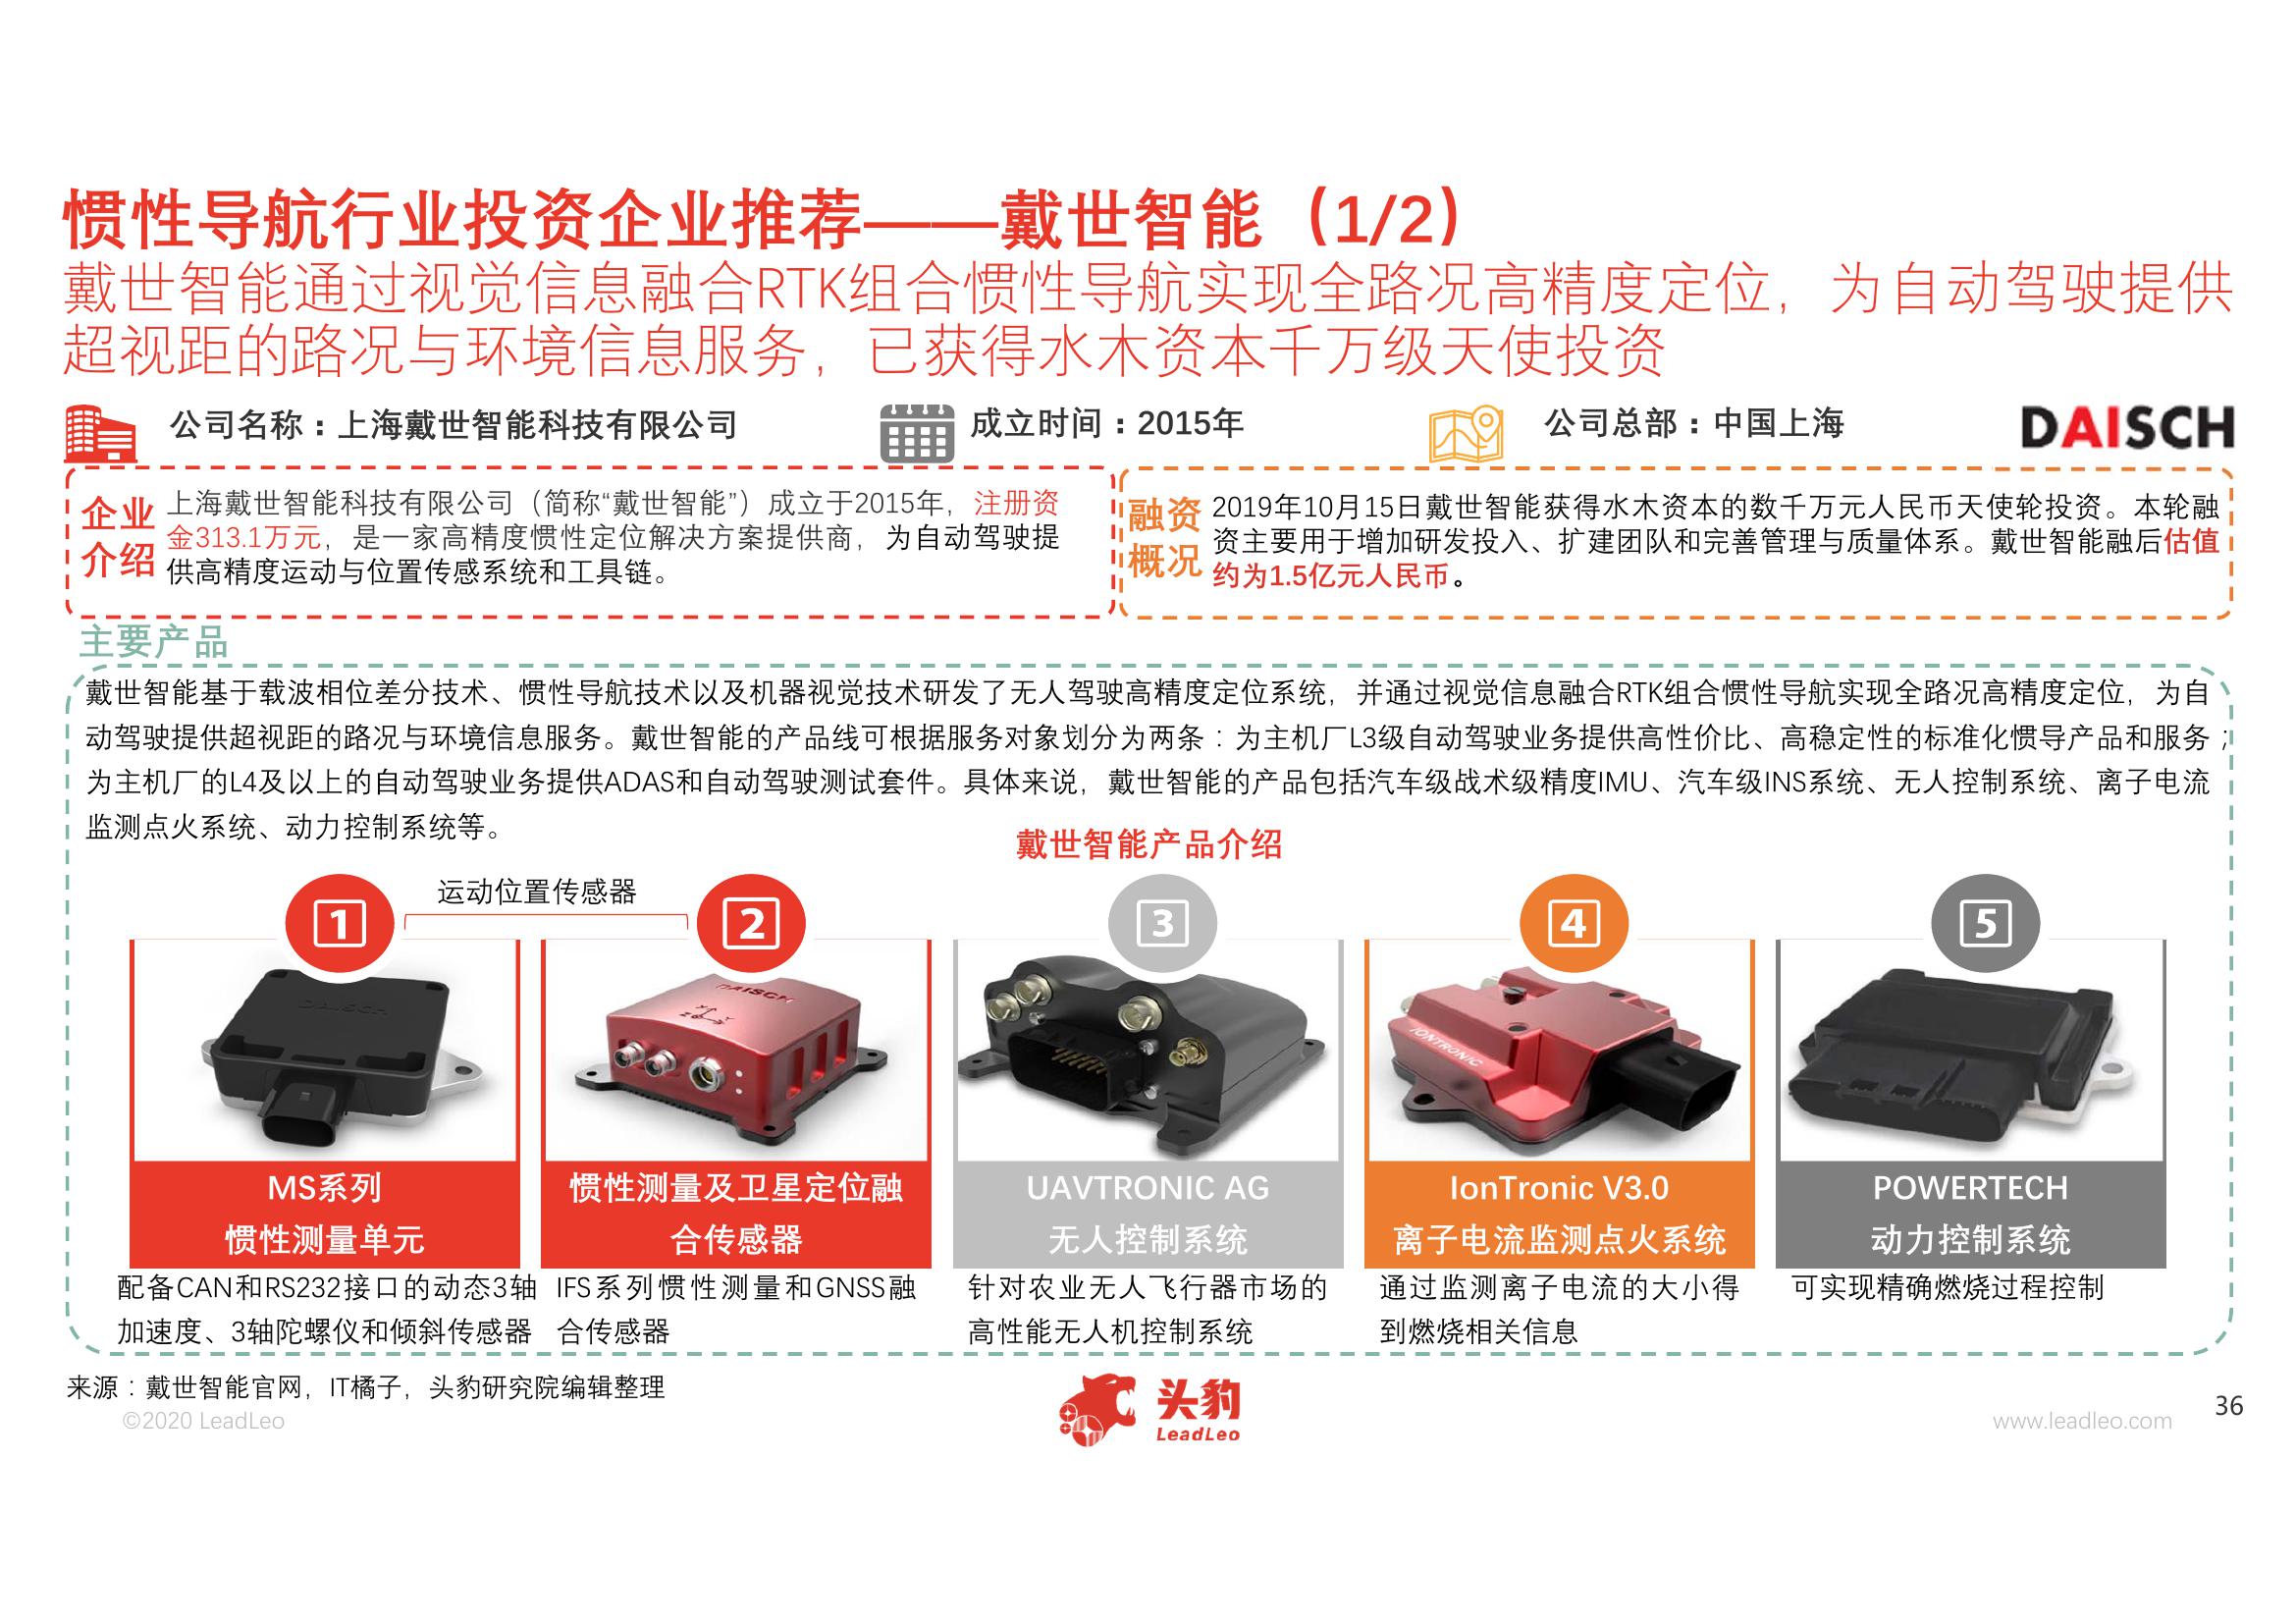 惯性导航行业投资企业推荐——戴世智能（1/2）
戴世智能通过视觉信息融合RTK组合惯性导航实现全路况高精度定位，为自动驾驶提供
超视距的路况与环境信息服务，已获得水木资本千万级天使投资
公司名称：上海戴世智能科技有限公司
成立时间：2015年
公司总部：中国上海
DAISCH
企业
介绍
上海戴世智能科技有限公司（简称“戴世智能”）成立于2015年，注册资
金313.1万元，是一家高精度惯性定位解决方案提供商，为自动驾驶提
供高精度运动与位置传感系统和工具链。
融资
概况
2019年10月15日戴世智能获得水木资本的数千万元人民币天使轮投资。本轮融
资主要用于增加研发投入、扩建团队和完善管理与质量体系。戴世智能融后估值
约为1.5亿元人民币。
主要产品
戴世智能基于载波相位差分技术、惯性导航技术以及机器视觉技术研发了无人驾驶高精度定位系统，并通过视觉信息融合RTK组合惯性导航实现全路况高精度定位，为自
动驾驶提供超视距的路况与环境信息服务。戴世智能的产品线可根据服务对象划分为两条：为主机厂L3级自动驾驶业务提供高性价比、高稳定性的标准化惯导产品和服务；
为主机厂的L4及以上的自动驾驶业务提供ADAS和自动驾驶测试套件。具体来说，戴世智能的产品包括汽车级战术级精度IMU、汽车级INS系统、无人控制系统、离子电流
监测点火系统、动力控制系统等。
戴世智能产品介绍
运动位置传感器
1
2
3
4
5
DAISCH
DAISCH
IONTRONIC
MS系列
惯性测量单元
惯性测量及卫星定位融
合传感器
UAVTRONIC AG
无人控制系统
IonTronic V3.0
离子电流监测点火系统
POWERTECH
动力控制系统
配备CAN和RS232接口的动态3轴
加速度、3轴陀螺仪和倾斜传感器
IFS系列惯性测量和GNSS融
合传感器
针对农业无人飞行器市场的
高性能无人机控制系统
通过监测离子电流的大小得
到燃烧相关信息
可实现精确燃烧过程控制
来源：戴世智能官网，IT橘子，头豹研究院编辑整理
©2020 LeadLeo
头豹
LeadLeo
www.leadleo.com
36